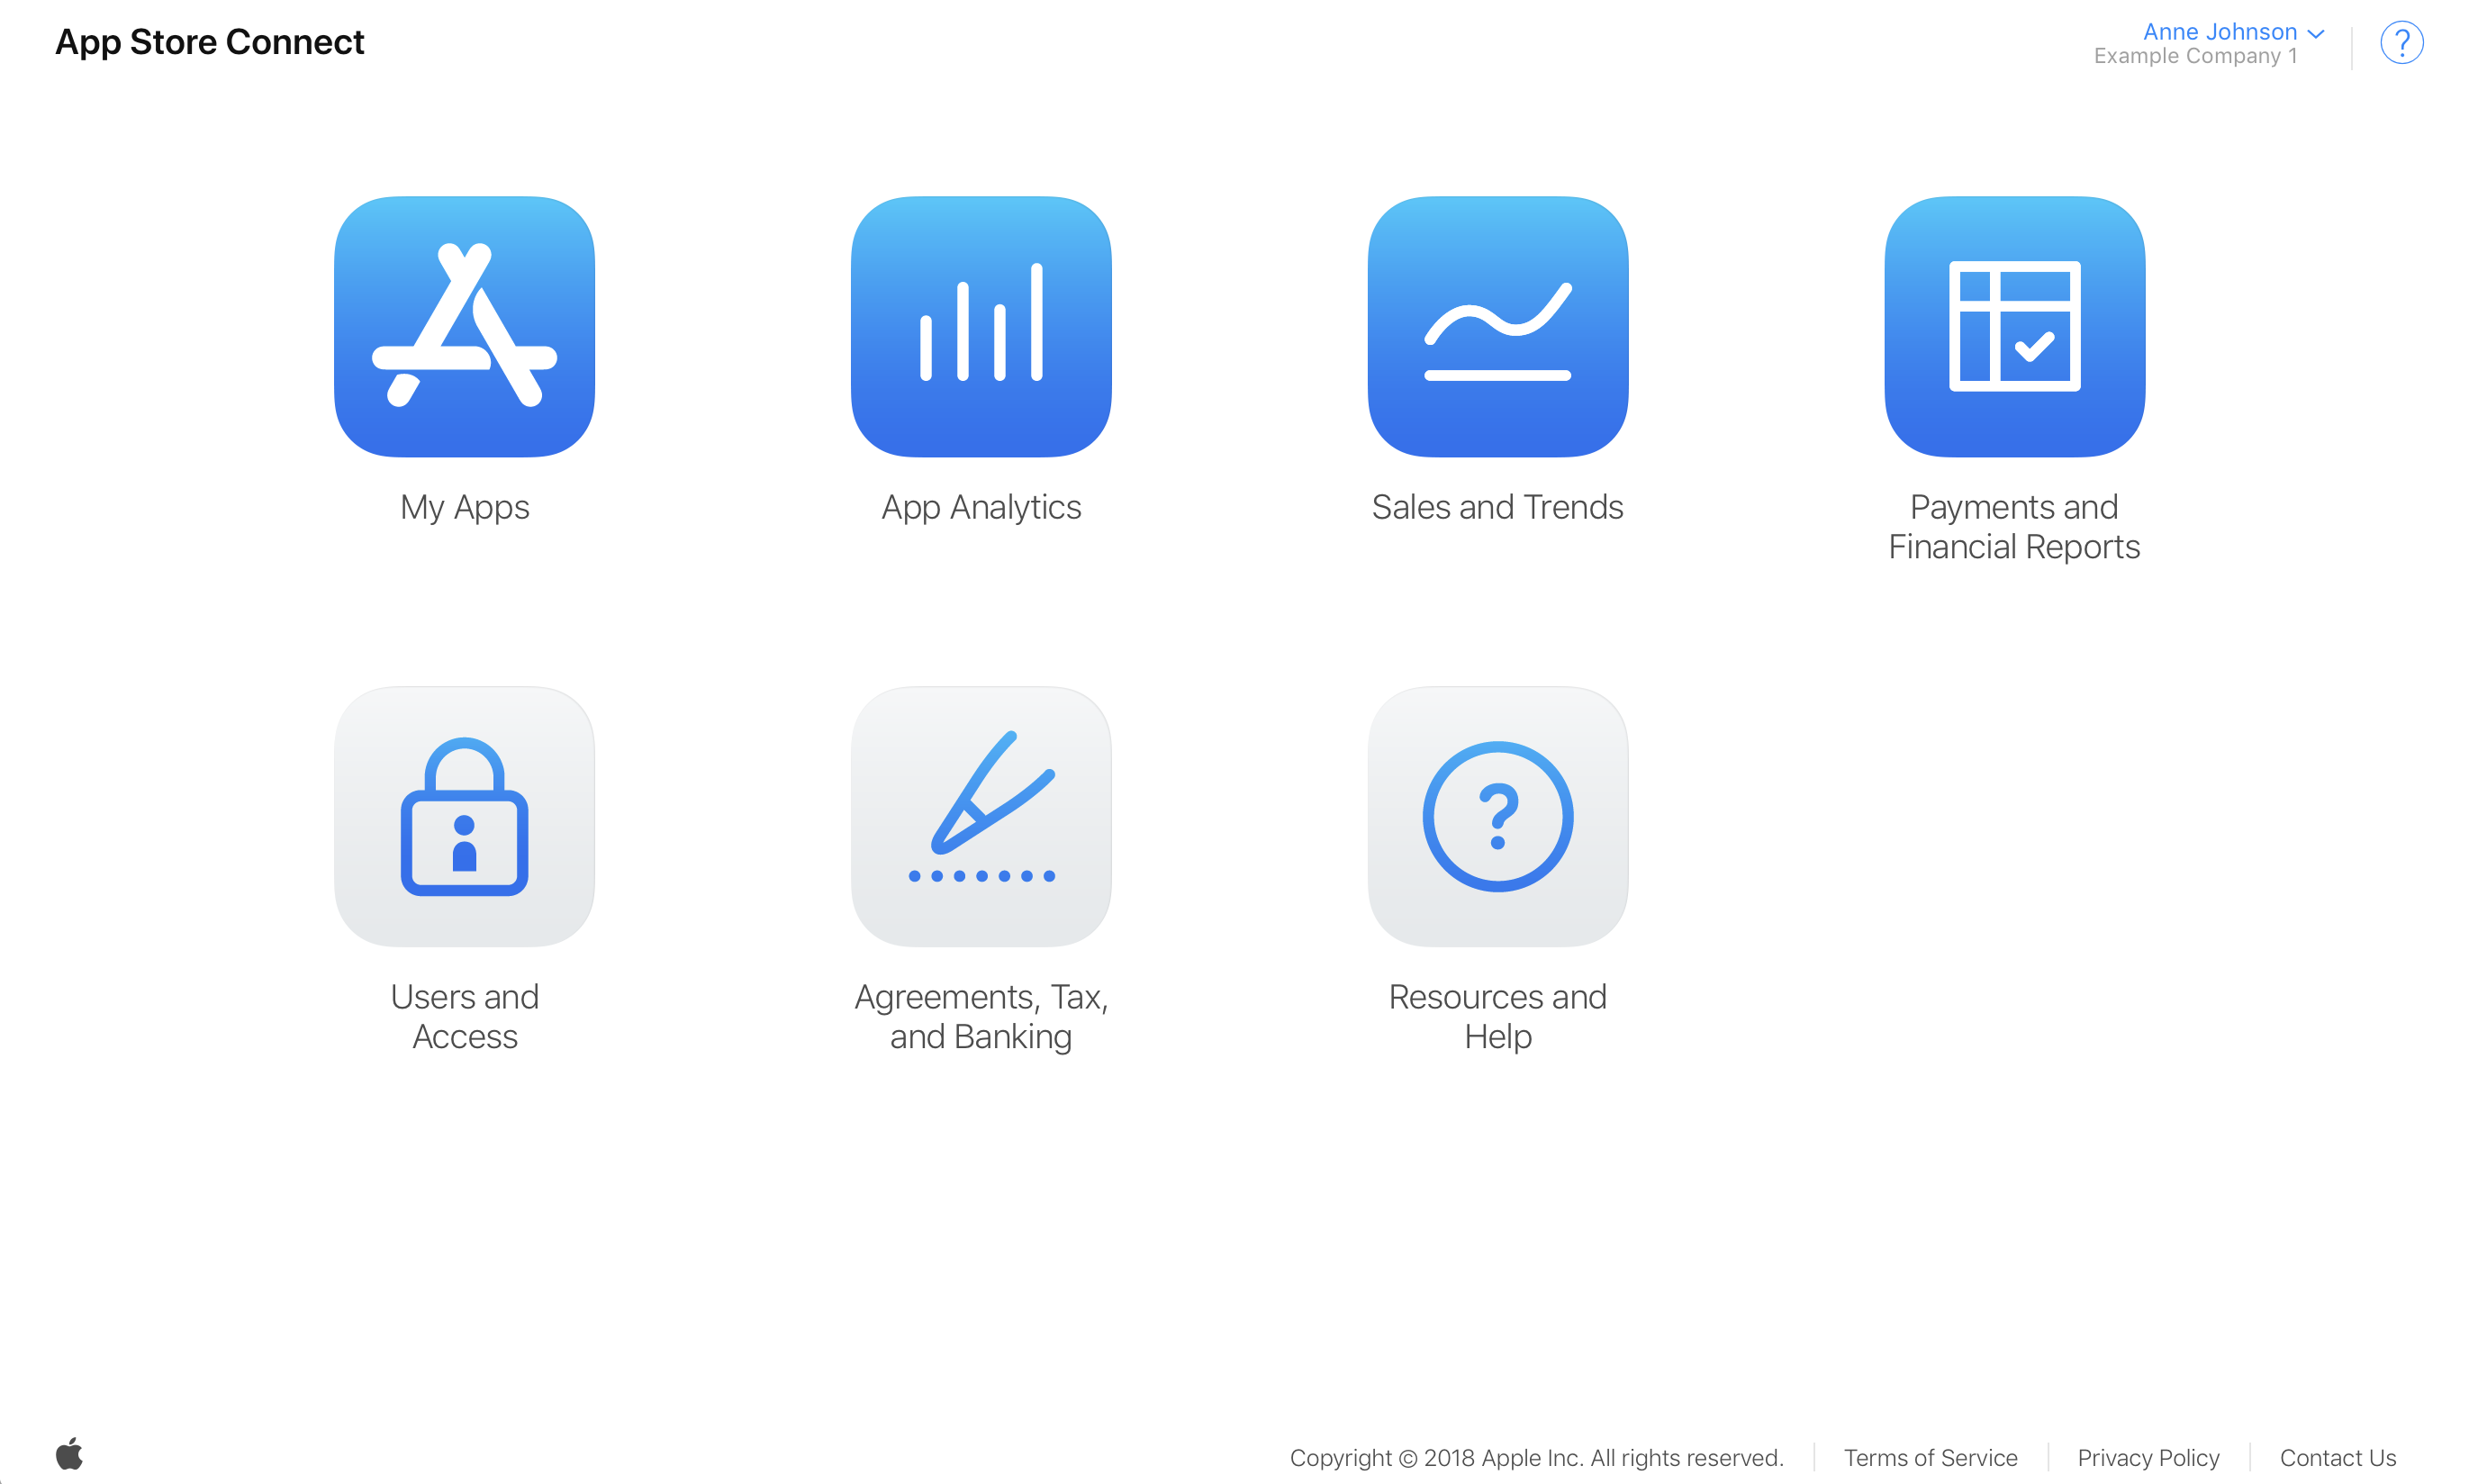 App Store Connect
Anne Johnson
Example Company 1
?
My Apps
App Analytics
Sales and Trends
Payments and
Financial Reports
?
Users and
Access
Agreements, Tax,
and Banking
Resources and
Help
Copyright © 2018 Apple Inc. All rights reserved.
Terms of Service
Privacy Policy
Contact Us